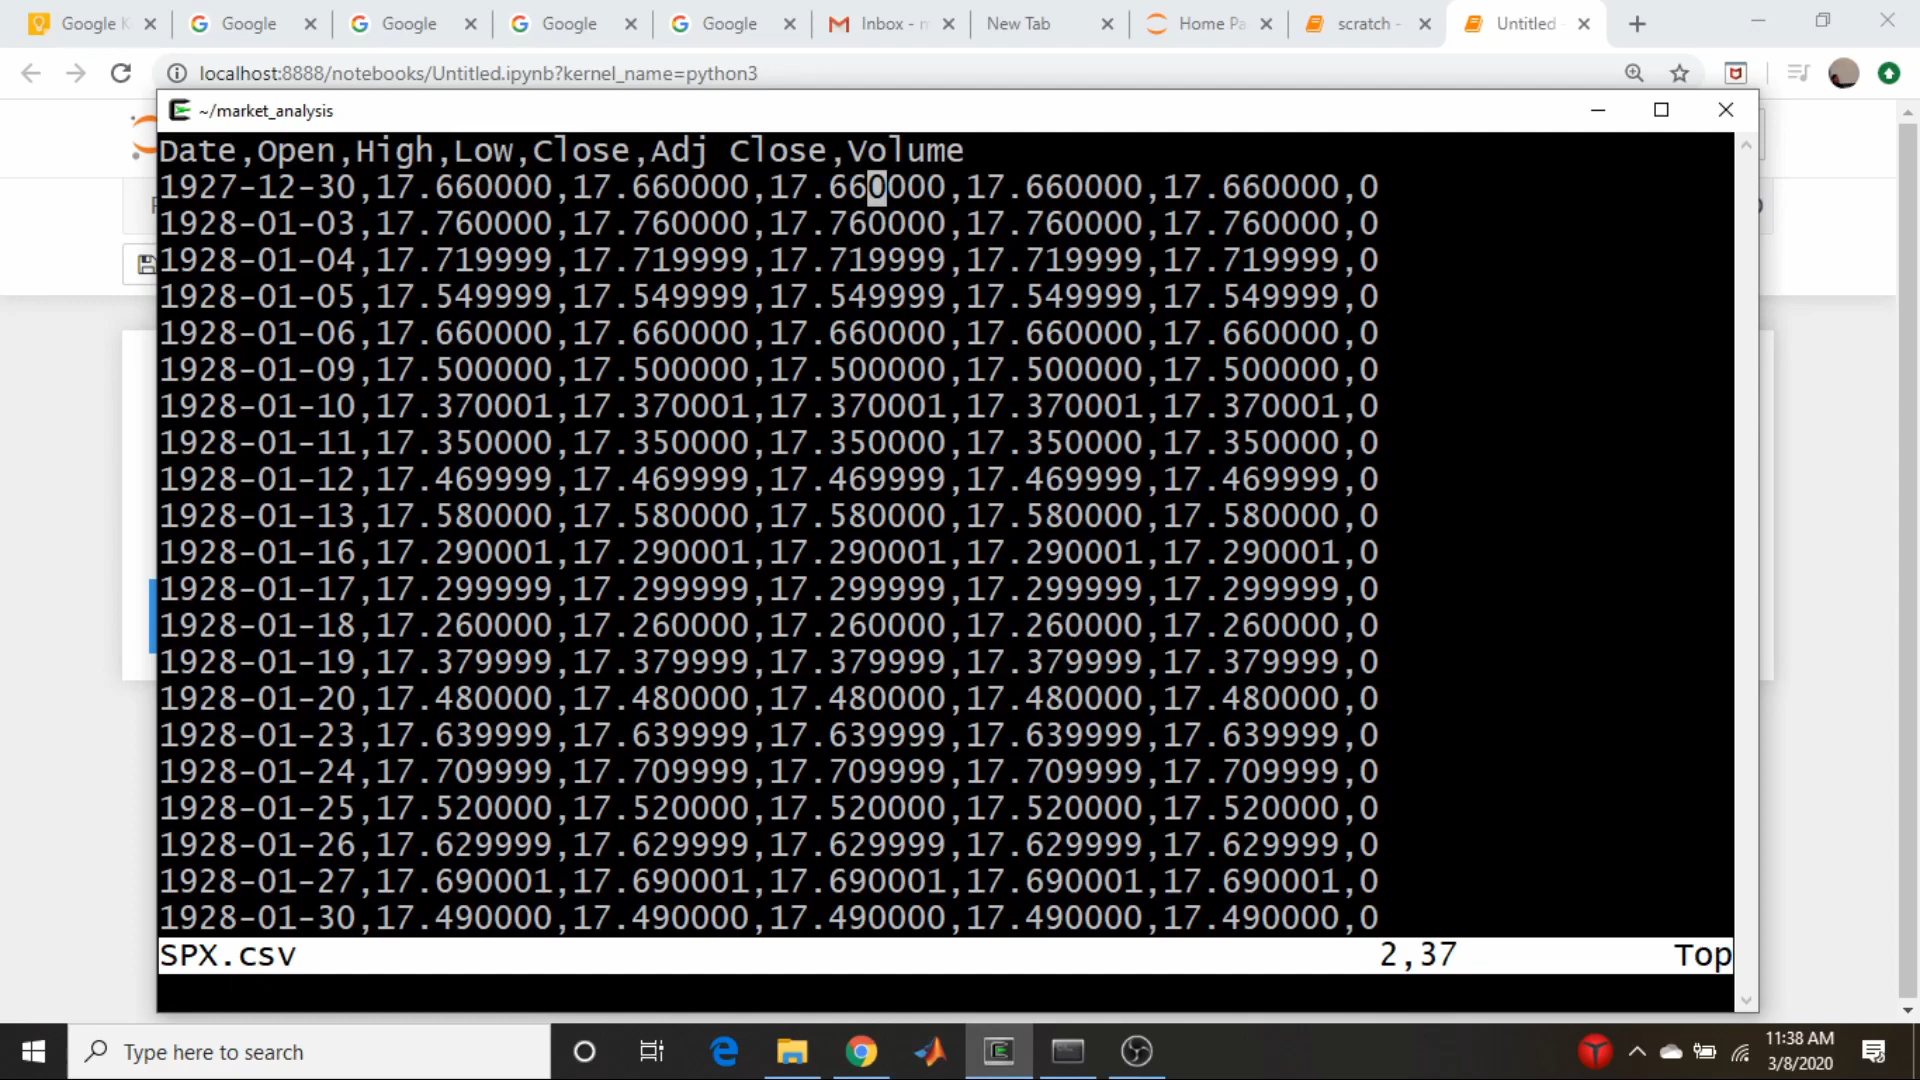 Google K
Google
Google
Google
Google
Inbox - m
New Tab
Home Pa
scratch -
Untitled
localhost:8888/notebooks/Untitled.ipynb?kernel_name=python3
~/market_analysis
Date,Open,High,Low,Close,Adj Close,Volume
1927-12-30,17.660000,17.660000,17.660000,17.660000,17.660000,0
1928-01-03,17.760000,17.760000,17.760000,17.760000,17.760000,0
1928-01-04,17.719999,17.719999,17.719999,17.719999,17.719999,0
1928-01-05,17.549999,17.549999,17.549999,17.549999,17.549999,0
1928-01-06,17.660000,17.660000,17.660000,17.660000,17.660000,0
1928-01-09,17.500000,17.500000,17.500000,17.500000,17.500000,0
1928-01-10,17.370001,17.370001,17.370001,17.370001,17.370001,0
1928-01-11,17.350000,17.350000,17.350000,17.350000,17.350000,0
1928-01-12,17.469999,17.469999,17.469999,17.469999,17.469999,0
1928-01-13,17.580000,17.580000,17.580000,17.580000,17.580000,0
1928-01-16,17.290001,17.290001,17.290001,17.290001,17.290001,0
1928-01-17,17.299999,17.299999,17.299999,17.299999,17.299999,0
1928-01-18,17.260000,17.260000,17.260000,17.260000,17.260000,0
1928-01-19,17.379999,17.379999,17.379999,17.379999,17.379999,0
1928-01-20,17.480000,17.480000,17.480000,17.480000,17.480000,0
1928-01-23,17.639999,17.639999,17.639999,17.639999,17.639999,0
1928-01-24,17.709999,17.709999,17.709999,17.709999,17.709999,0
1928-01-25,17.520000,17.520000,17.520000,17.520000,17.520000,0
1928-01-26,17.629999,17.629999,17.629999,17.629999,17.629999,0
1928-01-27,17.690001,17.690001,17.690001,17.690001,17.690001,0
1928-01-30,17.490000,17.490000,17.490000,17.490000,17.490000,0
SPX.csv 2,37 Top
Type here to search
11:38 AM
3/8/2020